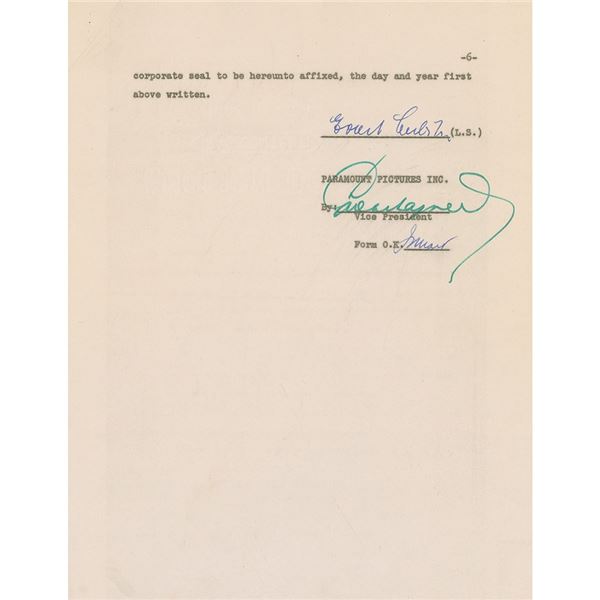 -6-
corporate seal to be hereunto affixed, the day and year first
above written.
(L.S.)
PARAMOUNT PICTURES INC.
By:
Vice President
Form O.K.